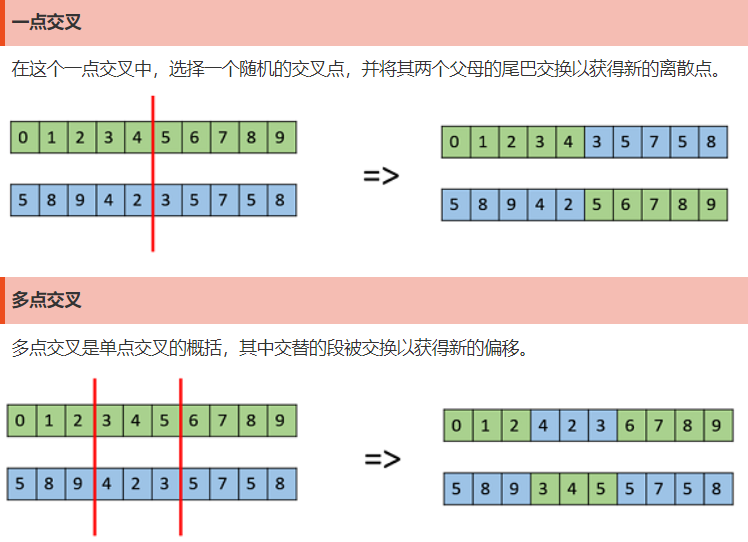 一点交叉
在这个一点交叉中，选择一个随机的交叉点，并将其两个父母的尾巴交换以获得新的离散点。
0 1 2 3 4 5 6 7 8 9
5 8 9 4 2 3 5 7 5 8
=>
0 1 2 3 4 3 5 7 5 8
5 8 9 4 2 5 6 7 8 9
多点交叉
多点交叉是单点交叉的概括，其中交替的段被交换以获得新的偏移。
0 1 2 3 4 5 6 7 8 9
5 8 9 4 2 3 5 7 5 8
=>
0 1 2 4 2 3 6 7 8 9
5 8 9 3 4 5 5 7 5 8